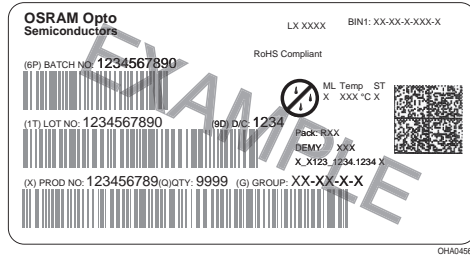 OSRAM Opto
Semiconductors
LX XXXX
BIN1: XX-XX-X-XXX-X
RoHS Compliant
(6P) BATCH NO: 1234567890
ML Temp ST
X XXX °C X
(1T) LOT NO: 1234567890
(9D) D/C: 1234
Pack: RXX
DEMY XXX
X_X123_1234.1234 X
(X) PROD NO: 123456789(Q)QTY: 9999 (G) GROUP: XX-XX-X-X
EXAMPLE
OHA0456